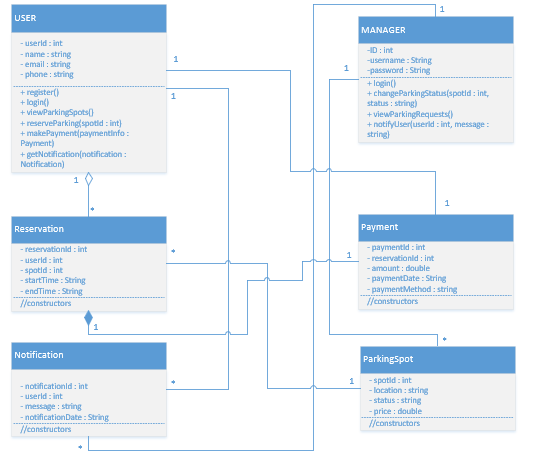 USER
- userId : int
- name : string
- email : string
- phone : string
+ register()
+ login()
+ viewParkingSpots()
+ reserveParking(spotId : int)
+ makePayment(paymentInfo :
Payment)
+ getNotification(notification :
Notification)
1
1
1
*
Reservation
- reservationId : int
- userId : int
- spotId : int
- startTime : String
- endTime : String
//constructors
*
1
Notification
- notificationId : int
- userId : int
- message : string
- notificationDate : String
//constructors
*
*
1
MANAGER
-ID : int
-username : String
-password : String
+ login()
+ changeParkingStatus(spotId : int,
status : string)
+ viewParkingRequests()
+ notifyUser(userId : int, message :
string)
1
1
Payment
- paymentId : int
- reservationId : int
- amount : double
- paymentDate : String
- paymentMethod : string
//constructors
1
*
ParkingSpot
- spotId : int
- location : string
- status : string
- price : double
//constructors
1